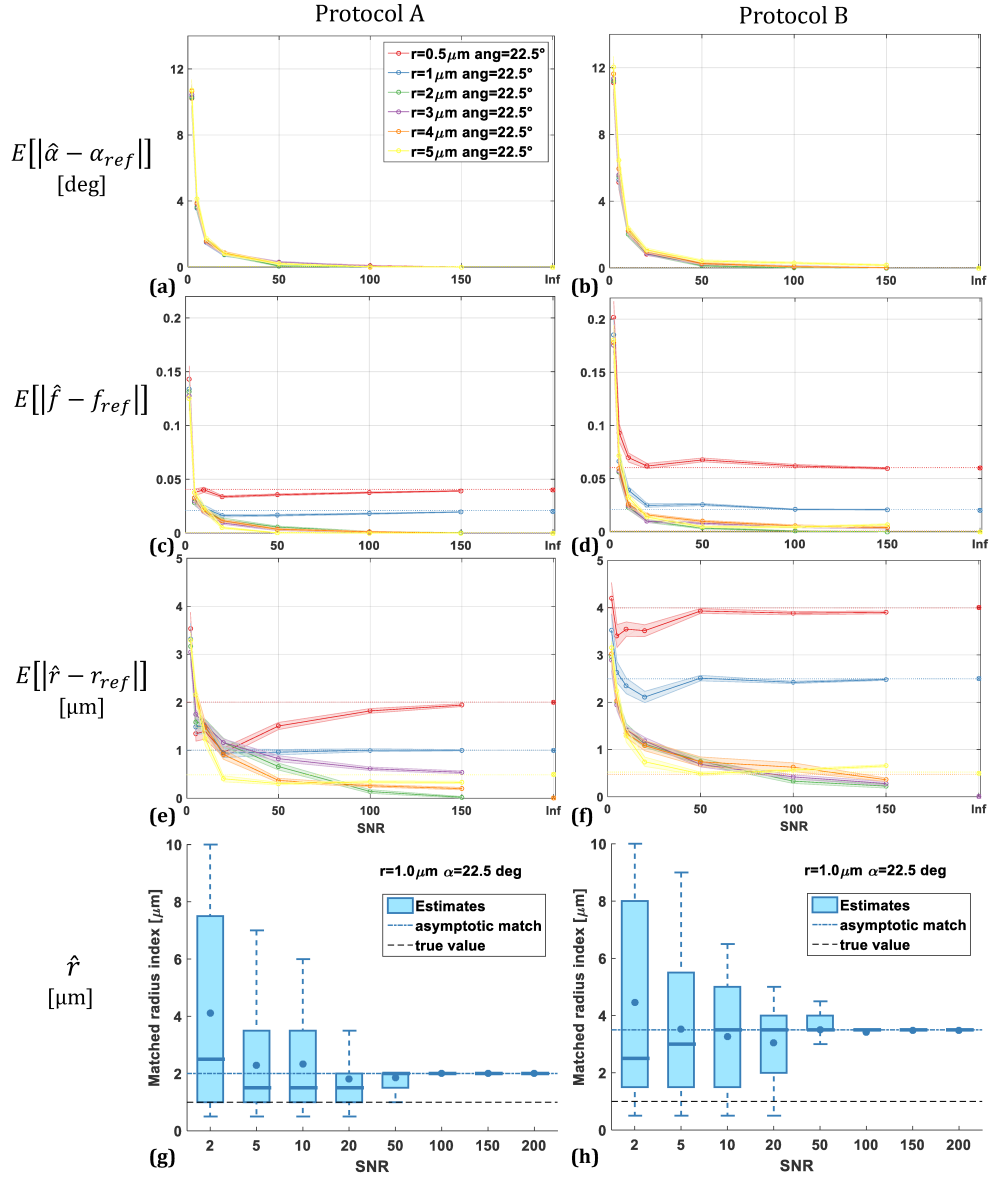 Protocol A
Protocol B
E[|α̂ − α_ref|]
[deg]
12
8
4
0
r=0.5μm ang=22.5°
r=1μm ang=22.5°
r=2μm ang=22.5°
r=3μm ang=22.5°
r=4μm ang=22.5°
r=5μm ang=22.5°
(a)
0 50 100 150 Inf
12
8
4
0
(b)
0 50 100 150 Inf
E[|f̂ − f_ref|]
0.2
0.15
0.1
0.05
0
(c)
0 50 100 150 Inf
0.2
0.15
0.1
0.05
0
(d)
0 50 100 150 Inf
E[|r̂ − r_ref|]
[μm]
5
4
3
2
1
0
(e)
0 50 100 150 Inf
SNR
5
4
3
2
1
0
(f)
0 50 100 150 Inf
SNR
r̂
[μm]
Matched radius index [μm]
10
8
6
4
2
0
r=1.0μm α=22.5 deg
Estimates
asymptotic match
true value
(g)
2 5 10 20 50 100 150 200
SNR
Matched radius index [μm]
10
8
6
4
2
0
r=1.0μm α=22.5 deg
Estimates
asymptotic match
true value
(h)
2 5 10 20 50 100 150 200
SNR